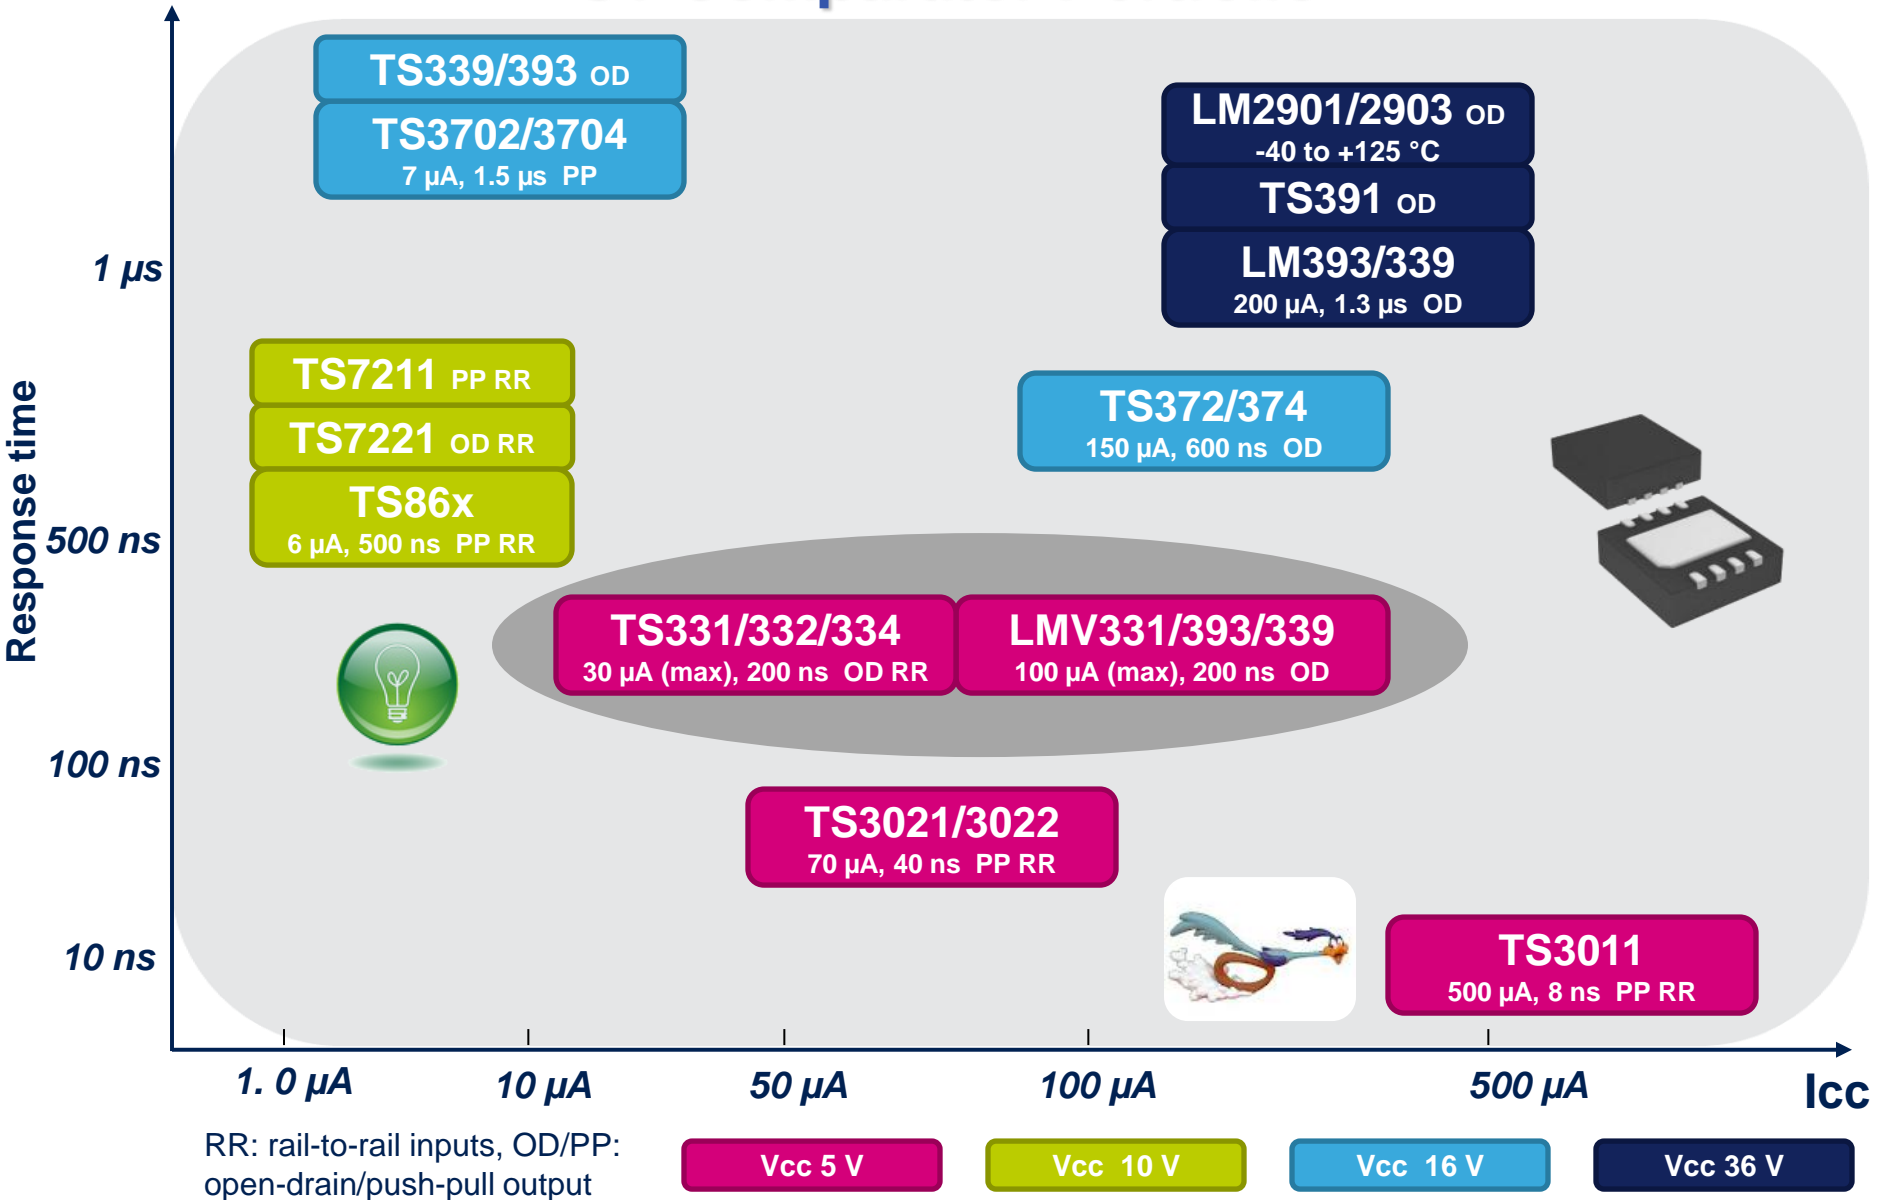 TS339/393 OD
TS3702/3704
7 µA, 1.5 µs PP
LM2901/2903 OD
-40 to +125 °C
TS391 OD
LM393/339
200 µA, 1.3 µs OD
1 µs
TS7211 PP RR
TS7221 OD RR
TS86x
6 µA, 500 ns PP RR
TS372/374
150 µA, 600 ns OD
Response time
500 ns
TS331/332/334
30 µA (max), 200 ns OD RR
LMV331/393/339
100 µA (max), 200 ns OD
100 ns
TS3021/3022
70 µA, 40 ns PP RR
10 ns
TS3011
500 µA, 8 ns PP RR
1. 0 µA
10 µA
50 µA
100 µA
500 µA
Icc
RR: rail-to-rail inputs, OD/PP:
open-drain/push-pull output
Vcc 5 V
Vcc 10 V
Vcc 16 V
Vcc 36 V